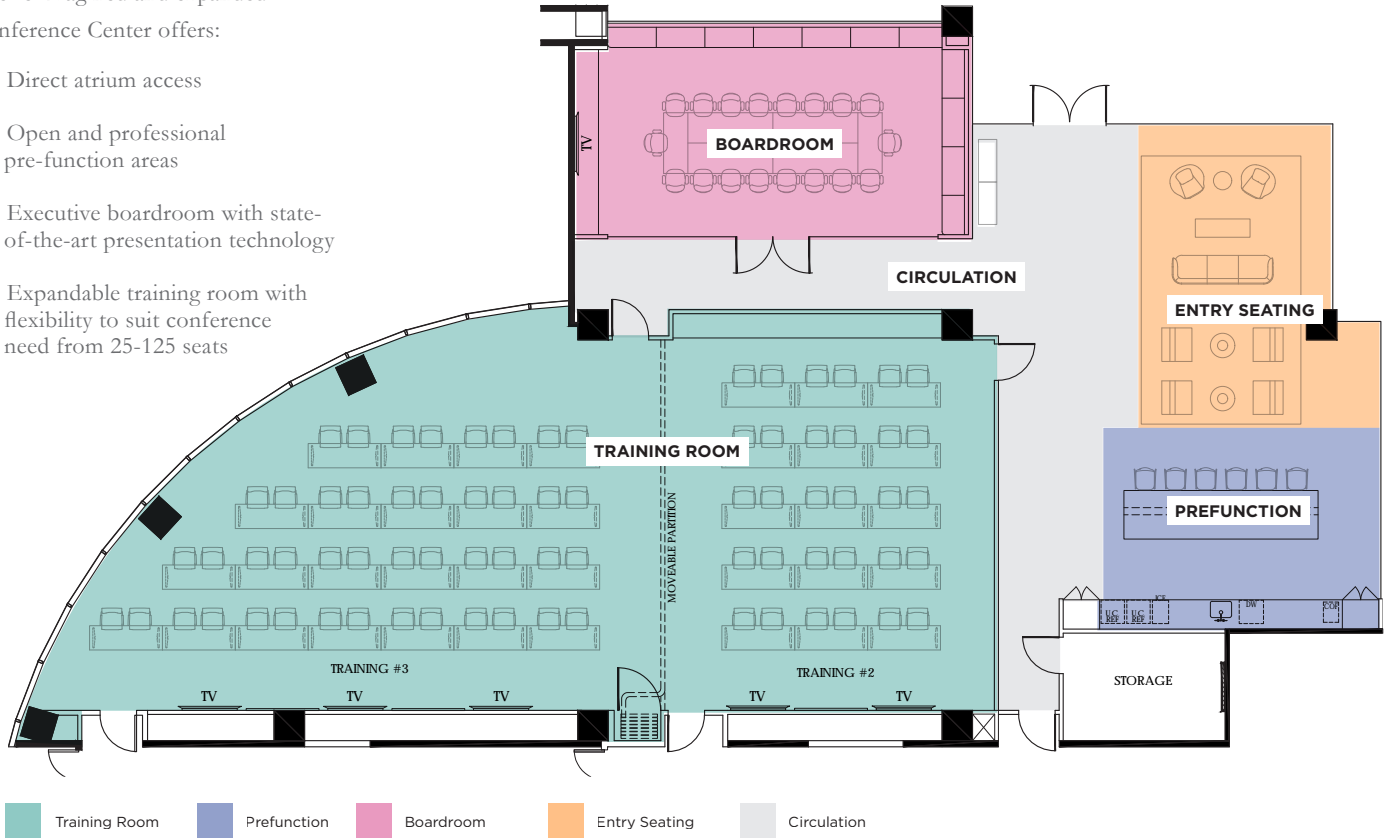 nference Center offers:
Direct atrium access
Open and professional
pre-function areas
Executive boardroom with state-
of-the-art presentation technology
Expandable training room with
flexibility to suit conference
need from 25-125 seats
TV
BOARDROOM
CIRCULATION
ENTRY SEATING
TRAINING ROOM
MOVEABLE PARTITION
PREFUNCTION
U.C.
REF
U.C.
REF
ICE
DW
COF
TRAINING #3
TRAINING #2
STORAGE
TV
TV
TV
TV
TV
Training Room
Prefunction
Boardroom
Entry Seating
Circulation